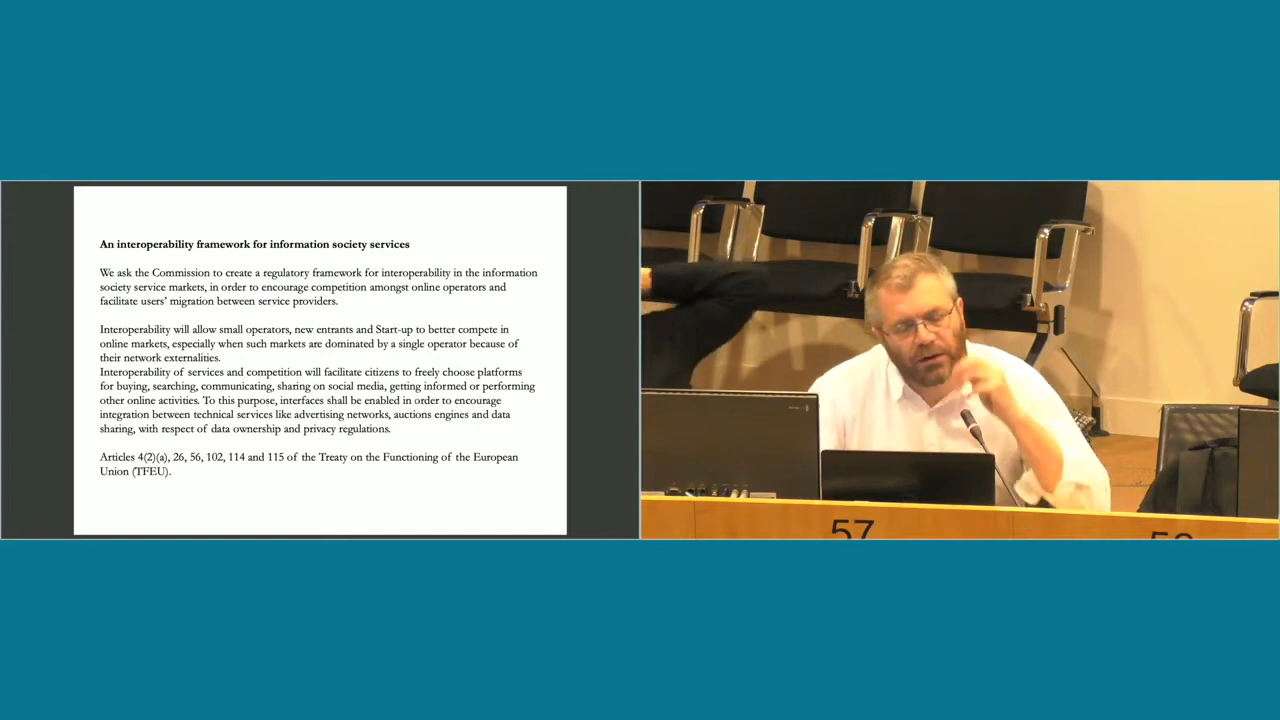 An interoperability framework for information society services
We ask the Commission to create a regulatory framework for interoperability in the information
society service markets, in order to encourage competition amongst online operators and
facilitate users' migration between service providers.
Interoperability will allow small operators, new entrants and Start-up to better compete in
online markets, especially when such markets are dominated by a single operator because of
their network externalities.
Interoperability of services and competition will facilitate citizens to freely choose platforms
for buying, searching, communicating, sharing on social media, getting informed or performing
other online activities. To this purpose, interfaces shall be enabled in order to encourage
integration between technical services like advertising networks, auctions engines and data
sharing, with respect of data ownership and privacy regulations.
Articles 4(2)(a), 26, 56, 102, 114 and 115 of the Treaty on the Functioning of the European
Union (TFEU).
57